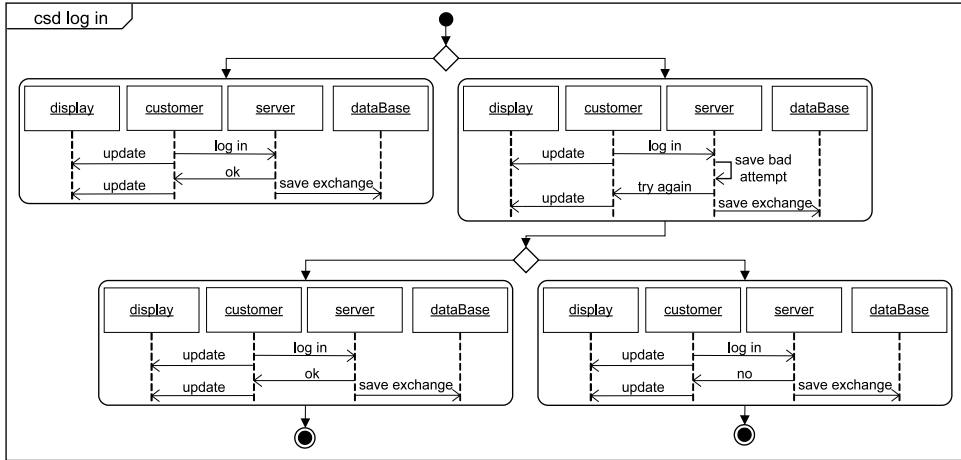 csd log in
display customer server dataBase
log in
update
ok
update
save exchange
display customer server dataBase
log in
update
save bad
attempt
try again
update
save exchange
display customer server dataBase
log in
update
ok
update
save exchange
display customer server dataBase
log in
update
no
update
save exchange